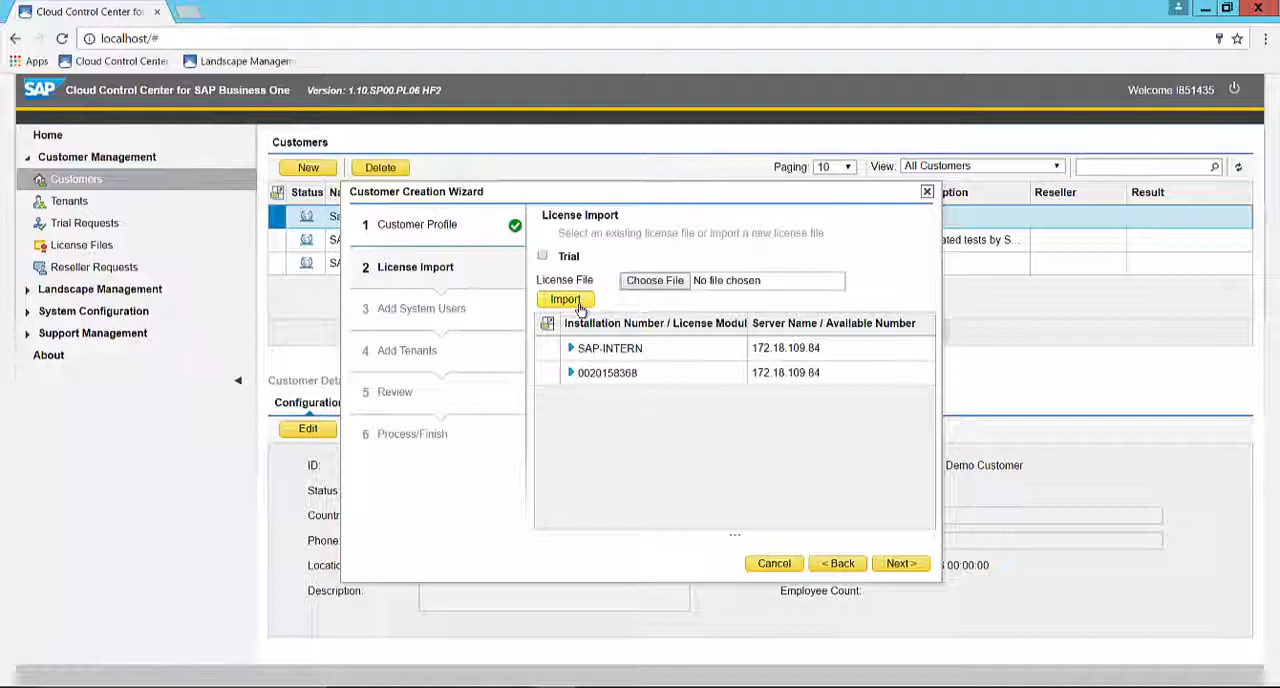 Cloud Control Center for
localhost/#
Apps Cloud Control Center Landscape Managem
SAP Cloud Control Center for SAP Business One Version: 1.10.SP00.PL06 HF2 Welcome I851435
Home
Customer Management
Customers
Tenants
Trial Requests
License Files
Reseller Requests
Landscape Management
System Configuration
Support Management
About
Customers
New Delete Paging: 10 View: All Customers
Status Na ption Reseller Result
Sa
SA ated tests by S...
SA
Customer Deta
Configuration
Edit
ID: Demo Customer
Status
Countr
Phone
Locatio 00:00:00
Description: Employee Count:
Customer Creation Wizard
1 Customer Profile
2 License Import
3 Add System Users
4 Add Tenants
5 Review
6 Process/Finish
License Import
Select an existing license file or import a new license file
Trial
License File Choose File No file chosen
Import
Installation Number / License Modul Server Name / Available Number
SAP-INTERN 172.18.109.84
0020158368 172.18.109.84
...
Cancel < Back Next >